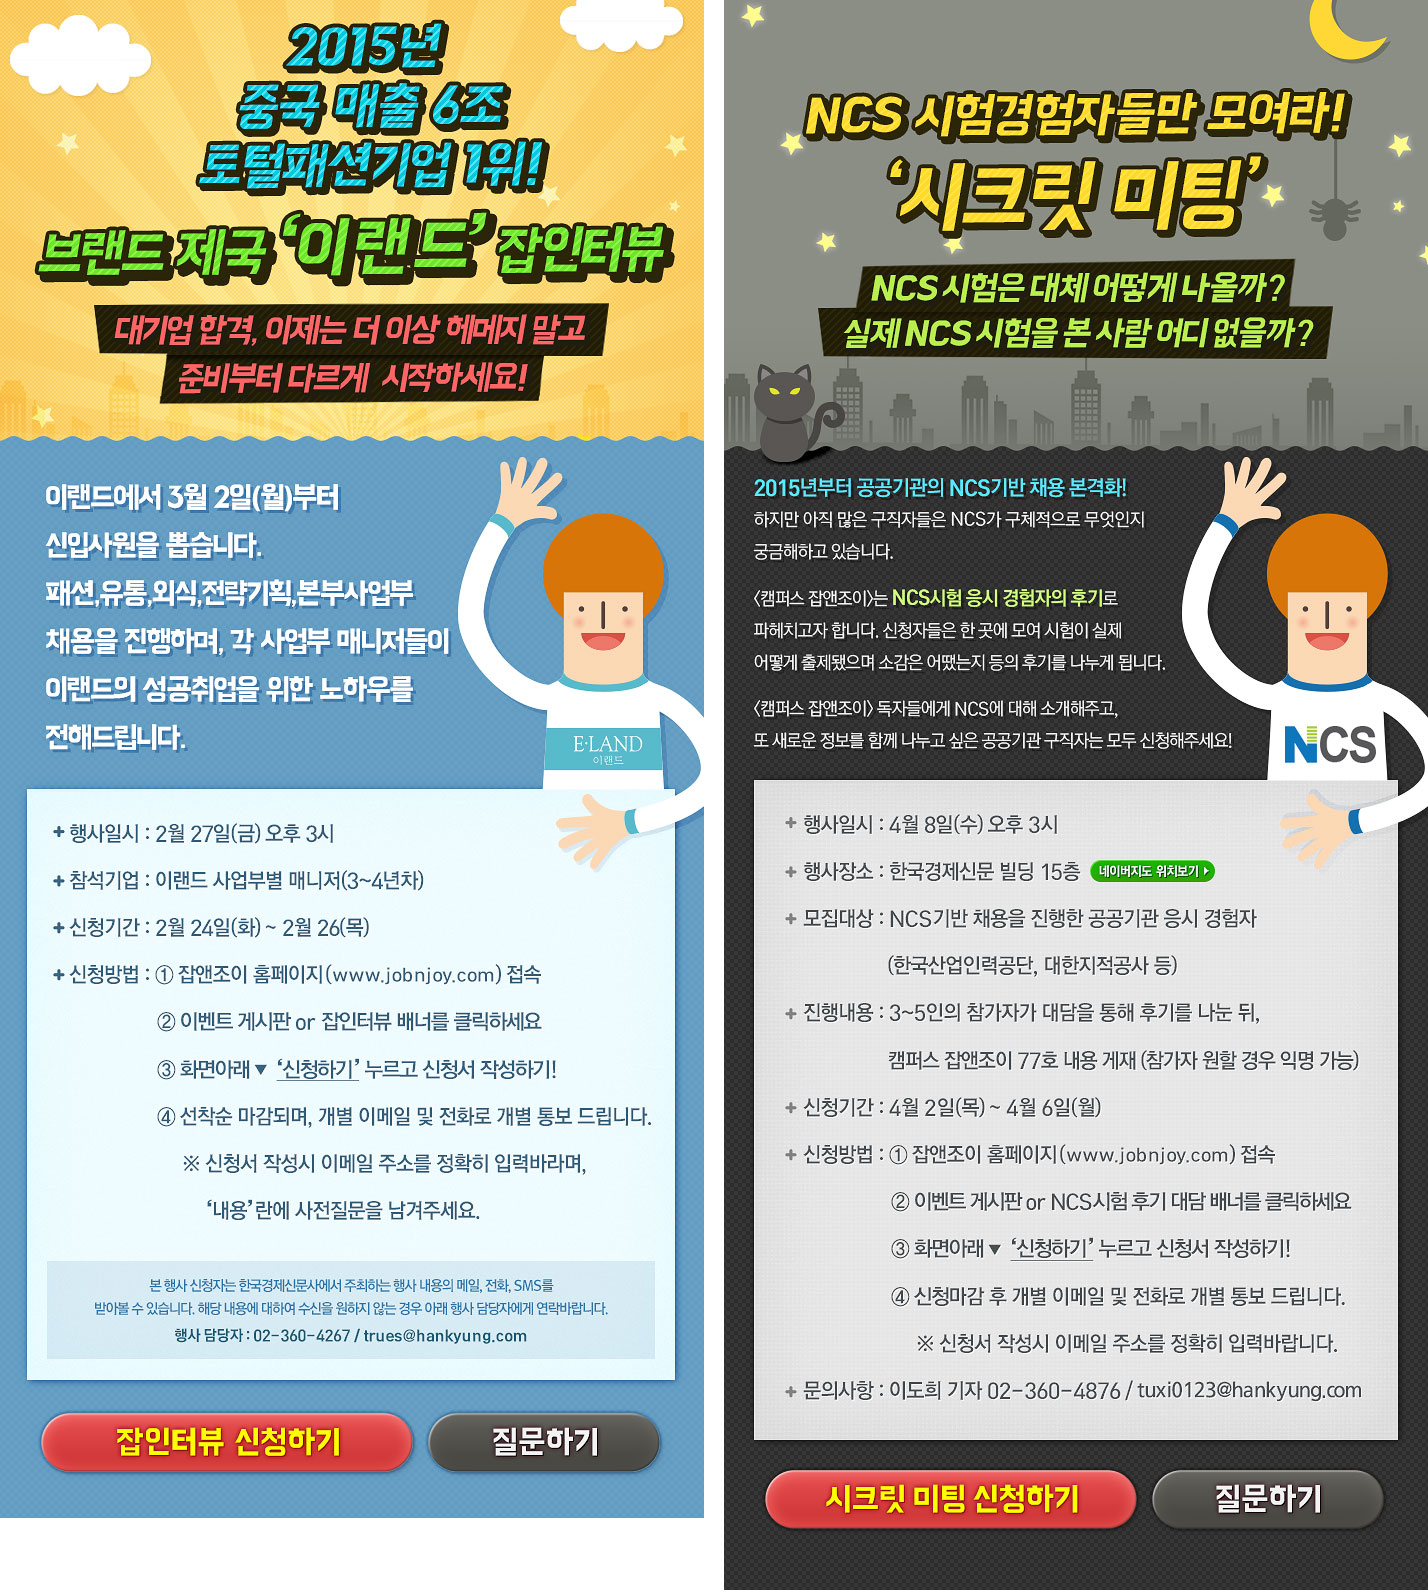 2015년
중국 매출 6조
토털패션기업 1위!
브랜드 제국 ‘이랜드’ 잡인터뷰
대기업 합격, 이제는 더 이상 헤메지 말고
준비부터 다르게 시작하세요!
이랜드에서 3월 2일(월)부터
신입사원을 뽑습니다.
패션,유통,외식,전략기획,본부사업부
채용을 진행하며, 각 사업부 매니저들이
이랜드의 성공취업을 위한 노하우를
전해드립니다.
E·LAND
이랜드
+ 행사일시 : 2월 27일(금) 오후 3시
+ 참석기업 : 이랜드 사업부별 매니저(3~4년차)
+ 신청기간 : 2월 24일(화) ~ 2월 26(목)
+ 신청방법 : ① 잡앤조이 홈페이지(www.jobnjoy.com) 접속
② 이벤트 게시판 or 잡인터뷰 배너를 클릭하세요
③ 화면아래 ▼ ‘신청하기’ 누르고 신청서 작성하기!
④ 선착순 마감되며, 개별 이메일 및 전화로 개별 통보 드립니다.
※ 신청서 작성시 이메일 주소를 정확히 입력바라며,
‘내용’란에 사전질문을 남겨주세요.
본 행사 신청자는 한국경제신문사에서 주최하는 행사 내용의 메일, 전화, SMS를
받아볼 수 있습니다. 해당 내용에 대하여 수신을 원하지 않는 경우 아래 행사 담당자에게 연락바랍니다.
행사 담당자 : 02-360-4267 / trues@hankyung.com
잡인터뷰 신청하기
질문하기
NCS 시험경험자들만 모여라!
‘시크릿 미팅’
NCS 시험은 대체 어떻게 나올까?
실제 NCS 시험을 본 사람 어디 없을까?
2015년부터 공공기관의 NCS기반 채용 본격화!
하지만 아직 많은 구직자들은 NCS가 구체적으로 무엇인지
궁금해하고 있습니다.
〈캠퍼스 잡앤조이〉는 NCS시험 응시 경험자의 후기로
파헤치고자 합니다. 신청자들은 한 곳에 모여 시험이 실제
어떻게 출제됐으며 소감은 어땠는지 등의 후기를 나누게 됩니다.
〈캠퍼스 잡앤조이〉 독자들에게 NCS에 대해 소개해주고,
또 새로운 정보를 함께 나누고 싶은 공공기관 구직자는 모두 신청해주세요!
NCS
+ 행사일시 : 4월 8일(수) 오후 3시
+ 행사장소 : 한국경제신문 빌딩 15층 네이버지도 위치보기 ▶
+ 모집대상 : NCS기반 채용을 진행한 공공기관 응시 경험자
(한국산업인력공단, 대한지적공사 등)
+ 진행내용 : 3~5인의 참가자가 대담을 통해 후기를 나눈 뒤,
캠퍼스 잡앤조이 77호 내용 게재 (참가자 원할 경우 익명 가능)
+ 신청기간 : 4월 2일(목) ~ 4월 6일(월)
+ 신청방법 : ① 잡앤조이 홈페이지(www.jobnjoy.com) 접속
② 이벤트 게시판 or NCS시험 후기 대담 배너를 클릭하세요
③ 화면아래 ▼ ‘신청하기’ 누르고 신청서 작성하기!
④ 신청마감 후 개별 이메일 및 전화로 개별 통보 드립니다.
※ 신청서 작성시 이메일 주소를 정확히 입력바랍니다.
+ 문의사항 : 이도희 기자 02-360-4876 / tuxi0123@hankyung.com
시크릿 미팅 신청하기
질문하기